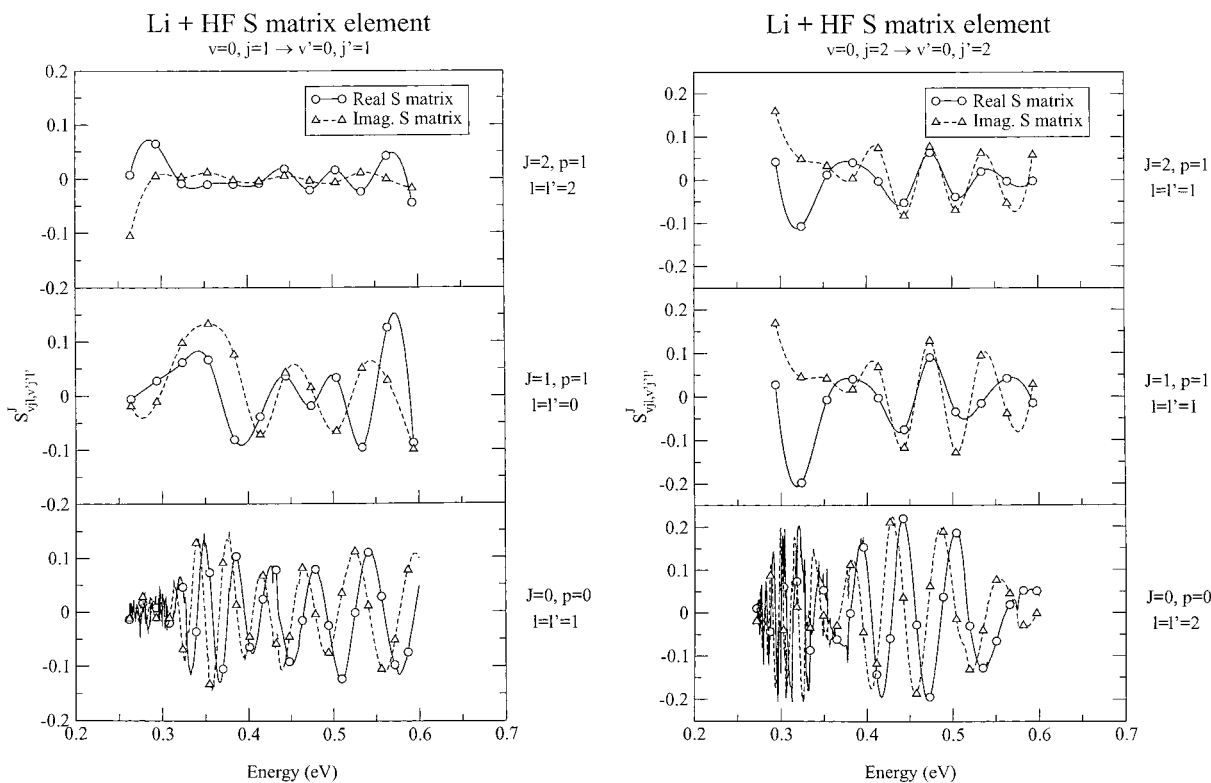 Li + HF S matrix element
v=0, j=1 → v'=0, j'=1
0.2
0.1
0
-0.1
-0.2
Real S matrix
Imag. S matrix
J=2, p=1
l=l'=2
S^J_vjl,v'j'l'
0.1
0
-0.1
-0.2
J=1, p=1
l=l'=0
0.1
0
-0.1
-0.2
J=0, p=0
l=l'=1
0.2 0.3 0.4 0.5 0.6 0.7
Energy (eV)
Li + HF S matrix element
v=0, j=2 → v'=0, j'=2
0.2
0.1
0
-0.1
-0.2
Real S matrix
Imag. S matrix
J=2, p=1
l=l'=1
S^J_vjl,v'j'l'
0.2
0.1
0
-0.1
-0.2
J=1, p=1
l=l'=1
0.2
0.1
0
-0.1
-0.2
J=0, p=0
l=l'=2
0.2 0.3 0.4 0.5 0.6 0.7
Energy (eV)